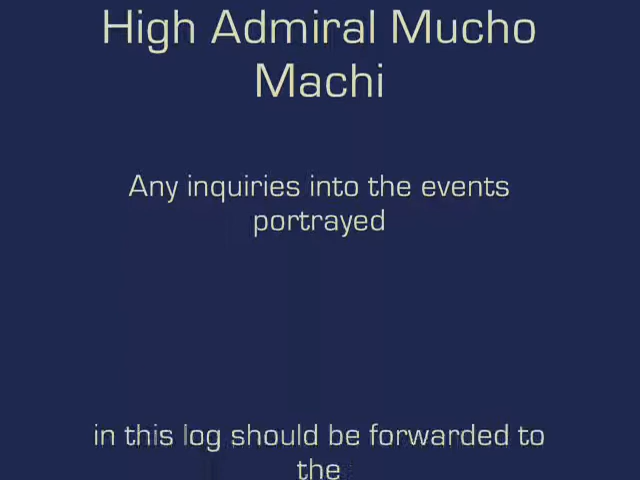 High Admiral Mucho
Machi
Any inquiries into the events
portrayed
in this log should be forwarded to
the